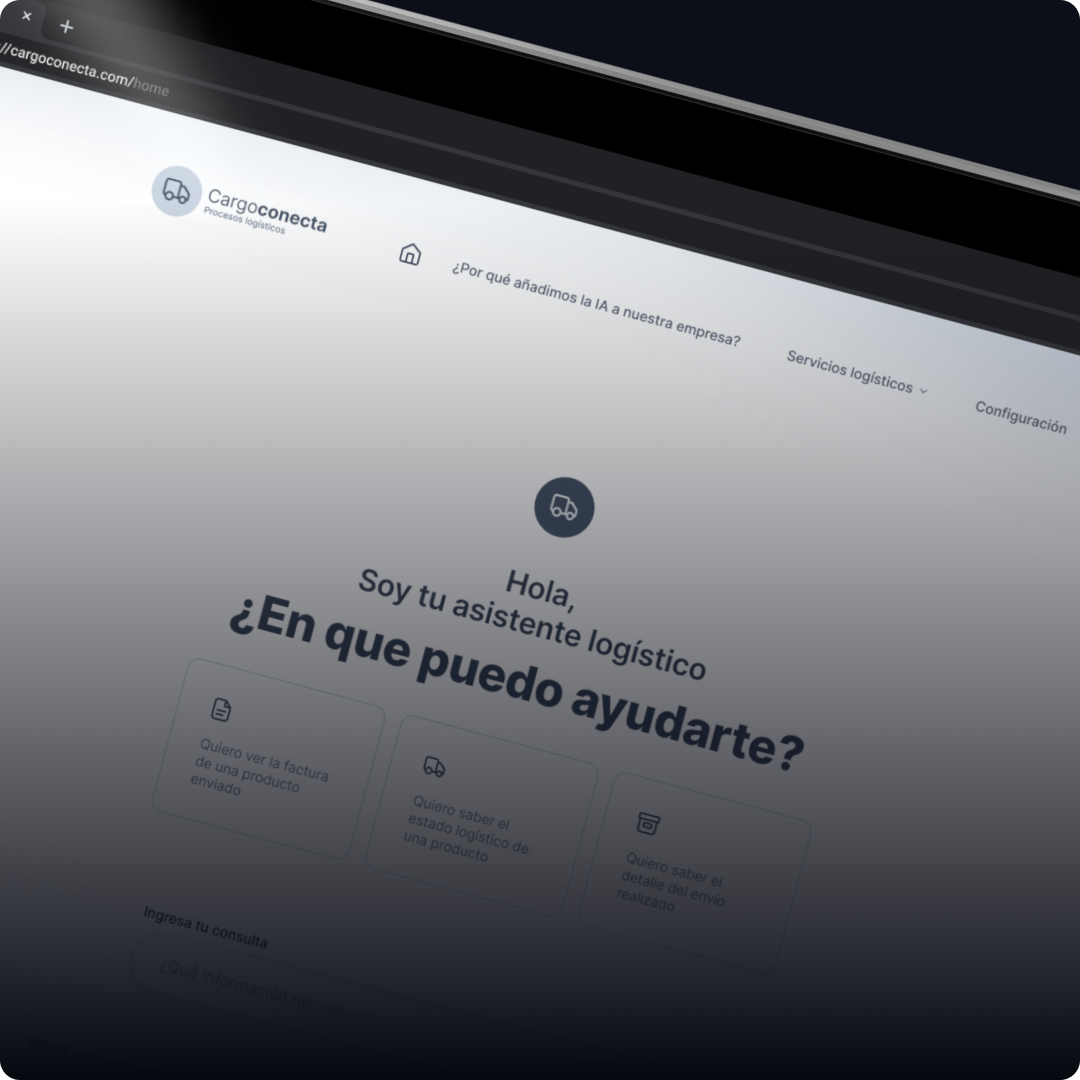 //cargoconecta.com/home
Cargoconecta
Procesos logísticos
¿Por qué añadimos la IA a nuestra empresa?
Servicios logísticos
Configuración
Hola,
Soy tu asistente logístico
¿En que puedo ayudarte?
Quiero ver la factura
de una producto
enviado
Quiero saber el
estado logístico de
una producto
Quiero saber el
detalle del envío
realizado
Ingresa tu consulta
¿Qué información necesitas?